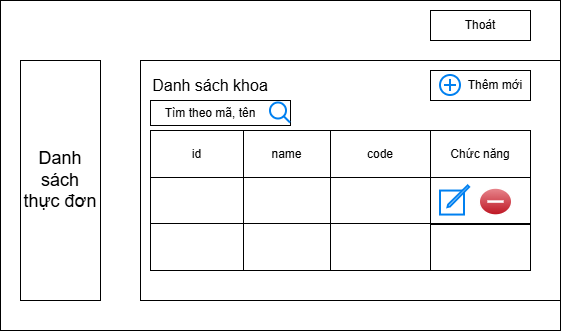 Thoát
Danh sách khoa
Thêm mới
Tìm theo mã, tên
id name code Chức năng
Danh
sách
thực đơn